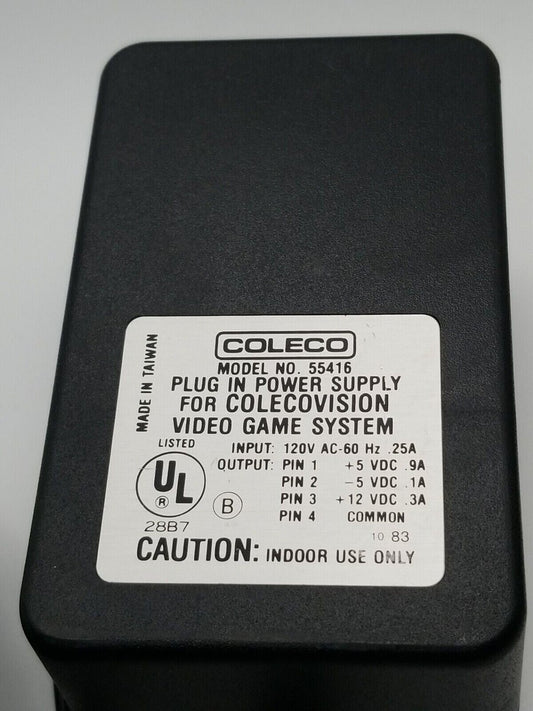 COLECO
MADE IN TAIWAN
MODEL NO. 55416
PLUG IN POWER SUPPLY
FOR COLECOVISION
VIDEO GAME SYSTEM
LISTED
UL
®
28B7
B
INPUT: 120V AC-60 Hz .25A
OUTPUT: PIN 1 +5 VDC .9A
PIN 2 -5 VDC .1A
PIN 3 +12 VDC .3A
PIN 4 COMMON
10 83
CAUTION: INDOOR USE ONLY